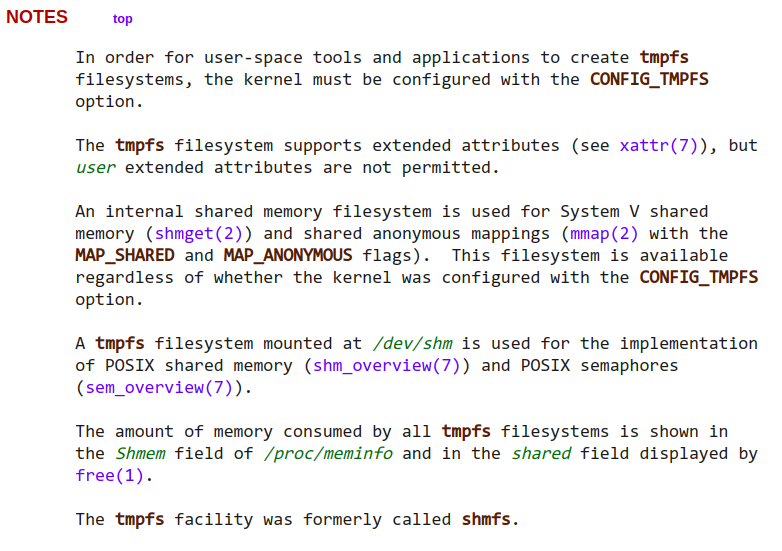 NOTES top
In order for user-space tools and applications to create tmpfs
filesystems, the kernel must be configured with the CONFIG_TMPFS
option.
The tmpfs filesystem supports extended attributes (see xattr(7)), but
user extended attributes are not permitted.
An internal shared memory filesystem is used for System V shared
memory (shmget(2)) and shared anonymous mappings (mmap(2) with the
MAP_SHARED and MAP_ANONYMOUS flags). This filesystem is available
regardless of whether the kernel was configured with the CONFIG_TMPFS
option.
A tmpfs filesystem mounted at /dev/shm is used for the implementation
of POSIX shared memory (shm_overview(7)) and POSIX semaphores
(sem_overview(7)).
The amount of memory consumed by all tmpfs filesystems is shown in
the Shmem field of /proc/meminfo and in the shared field displayed by
free(1).
The tmpfs facility was formerly called shmfs.